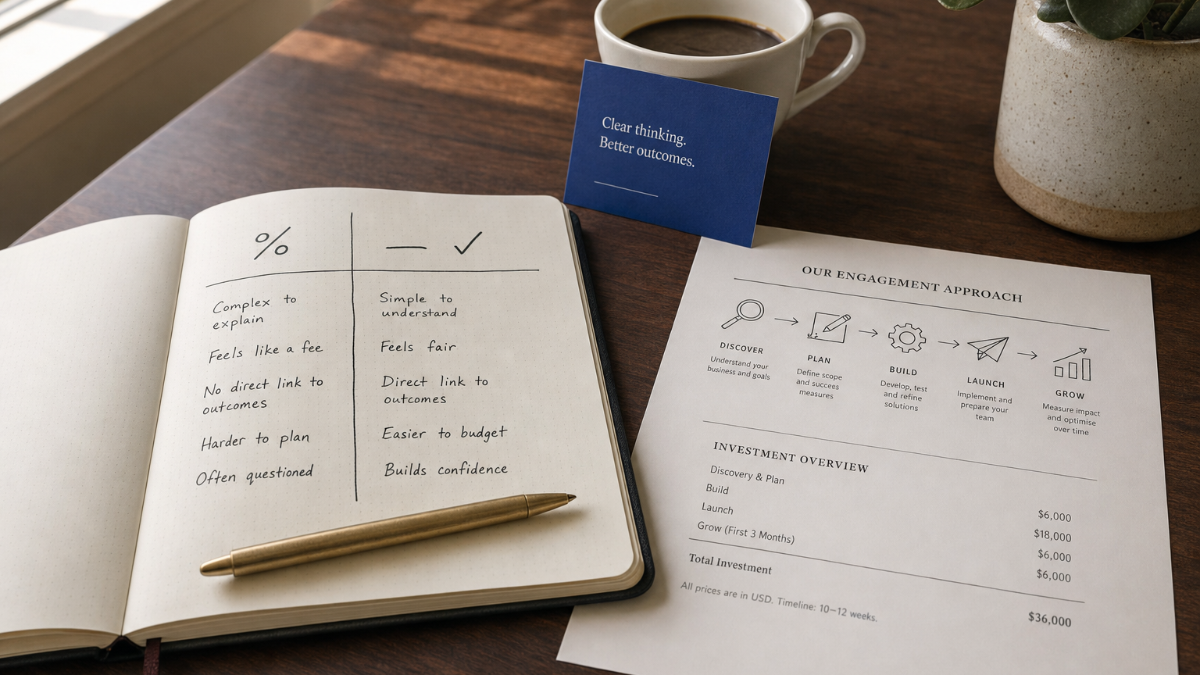 %
— ✓
Complex to
explain
Simple to
understand
Feels like a fee
Feels fair
No direct link to
outcomes
Direct link to
outcomes
Harder to plan
Easier to budget
Often questioned
Builds confidence
Clear thinking.
Better outcomes.
OUR ENGAGEMENT APPROACH
DISCOVER
Understand your
business and goals
PLAN
Define scope
and success
measures
BUILD
Develop, test
and refine
solutions
LAUNCH
Implement and
prepare your
team
GROW
Measure impact
and optimise
over time
INVESTMENT OVERVIEW
Discovery & Plan
$6,000
Build
$18,000
Launch
$6,000
Grow (First 3 Months)
$6,000
Total Investment
$36,000
All prices are in USD. Timeline: 10–12 weeks.